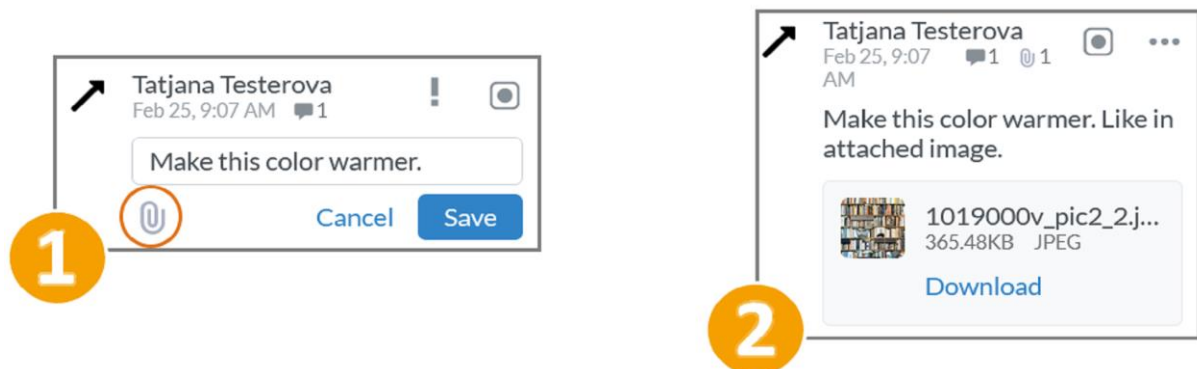 Tatjana Testerova
Feb 25, 9:07 AM 1
Make this color warmer.
Cancel Save
1
Tatjana Testerova
Feb 25, 9:07 1 1
AM
Make this color warmer. Like in
attached image.
1019000v_pic2_2.j...
365.48KB JPEG
Download
2